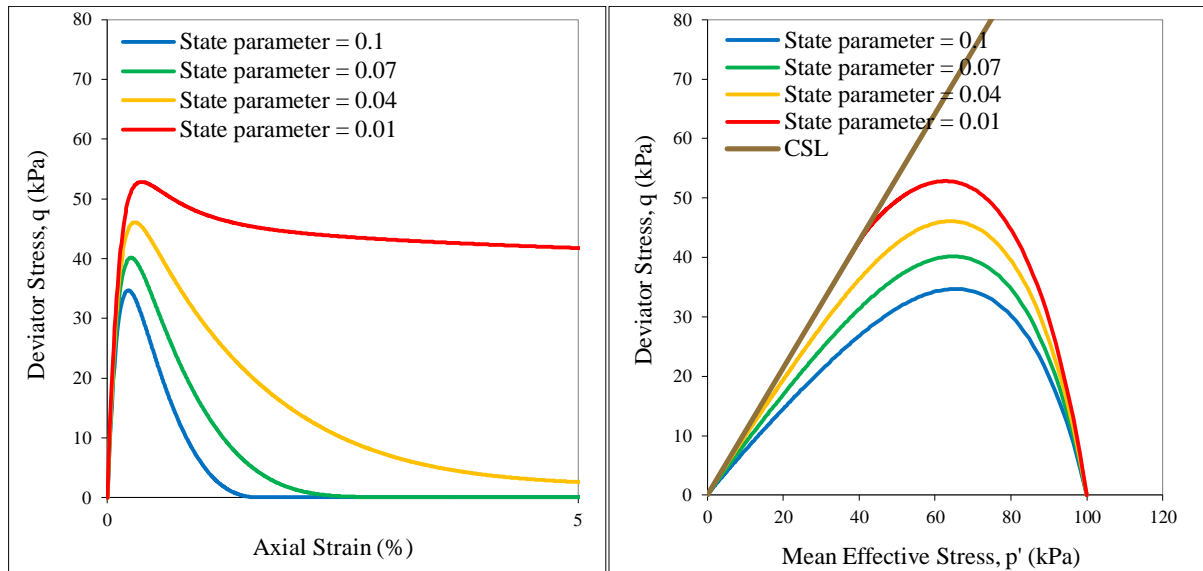 80
70
60
50
40
30
20
10
0
Deviator Stress, q (kPa)
State parameter = 0.1
State parameter = 0.07
State parameter = 0.04
State parameter = 0.01
0
5
Axial Strain (%)
80
70
60
50
40
30
20
10
0
Deviator Stress, q (kPa)
State parameter = 0.1
State parameter = 0.07
State parameter = 0.04
State parameter = 0.01
CSL
0
20
40
60
80
100
120
Mean Effective Stress, p' (kPa)